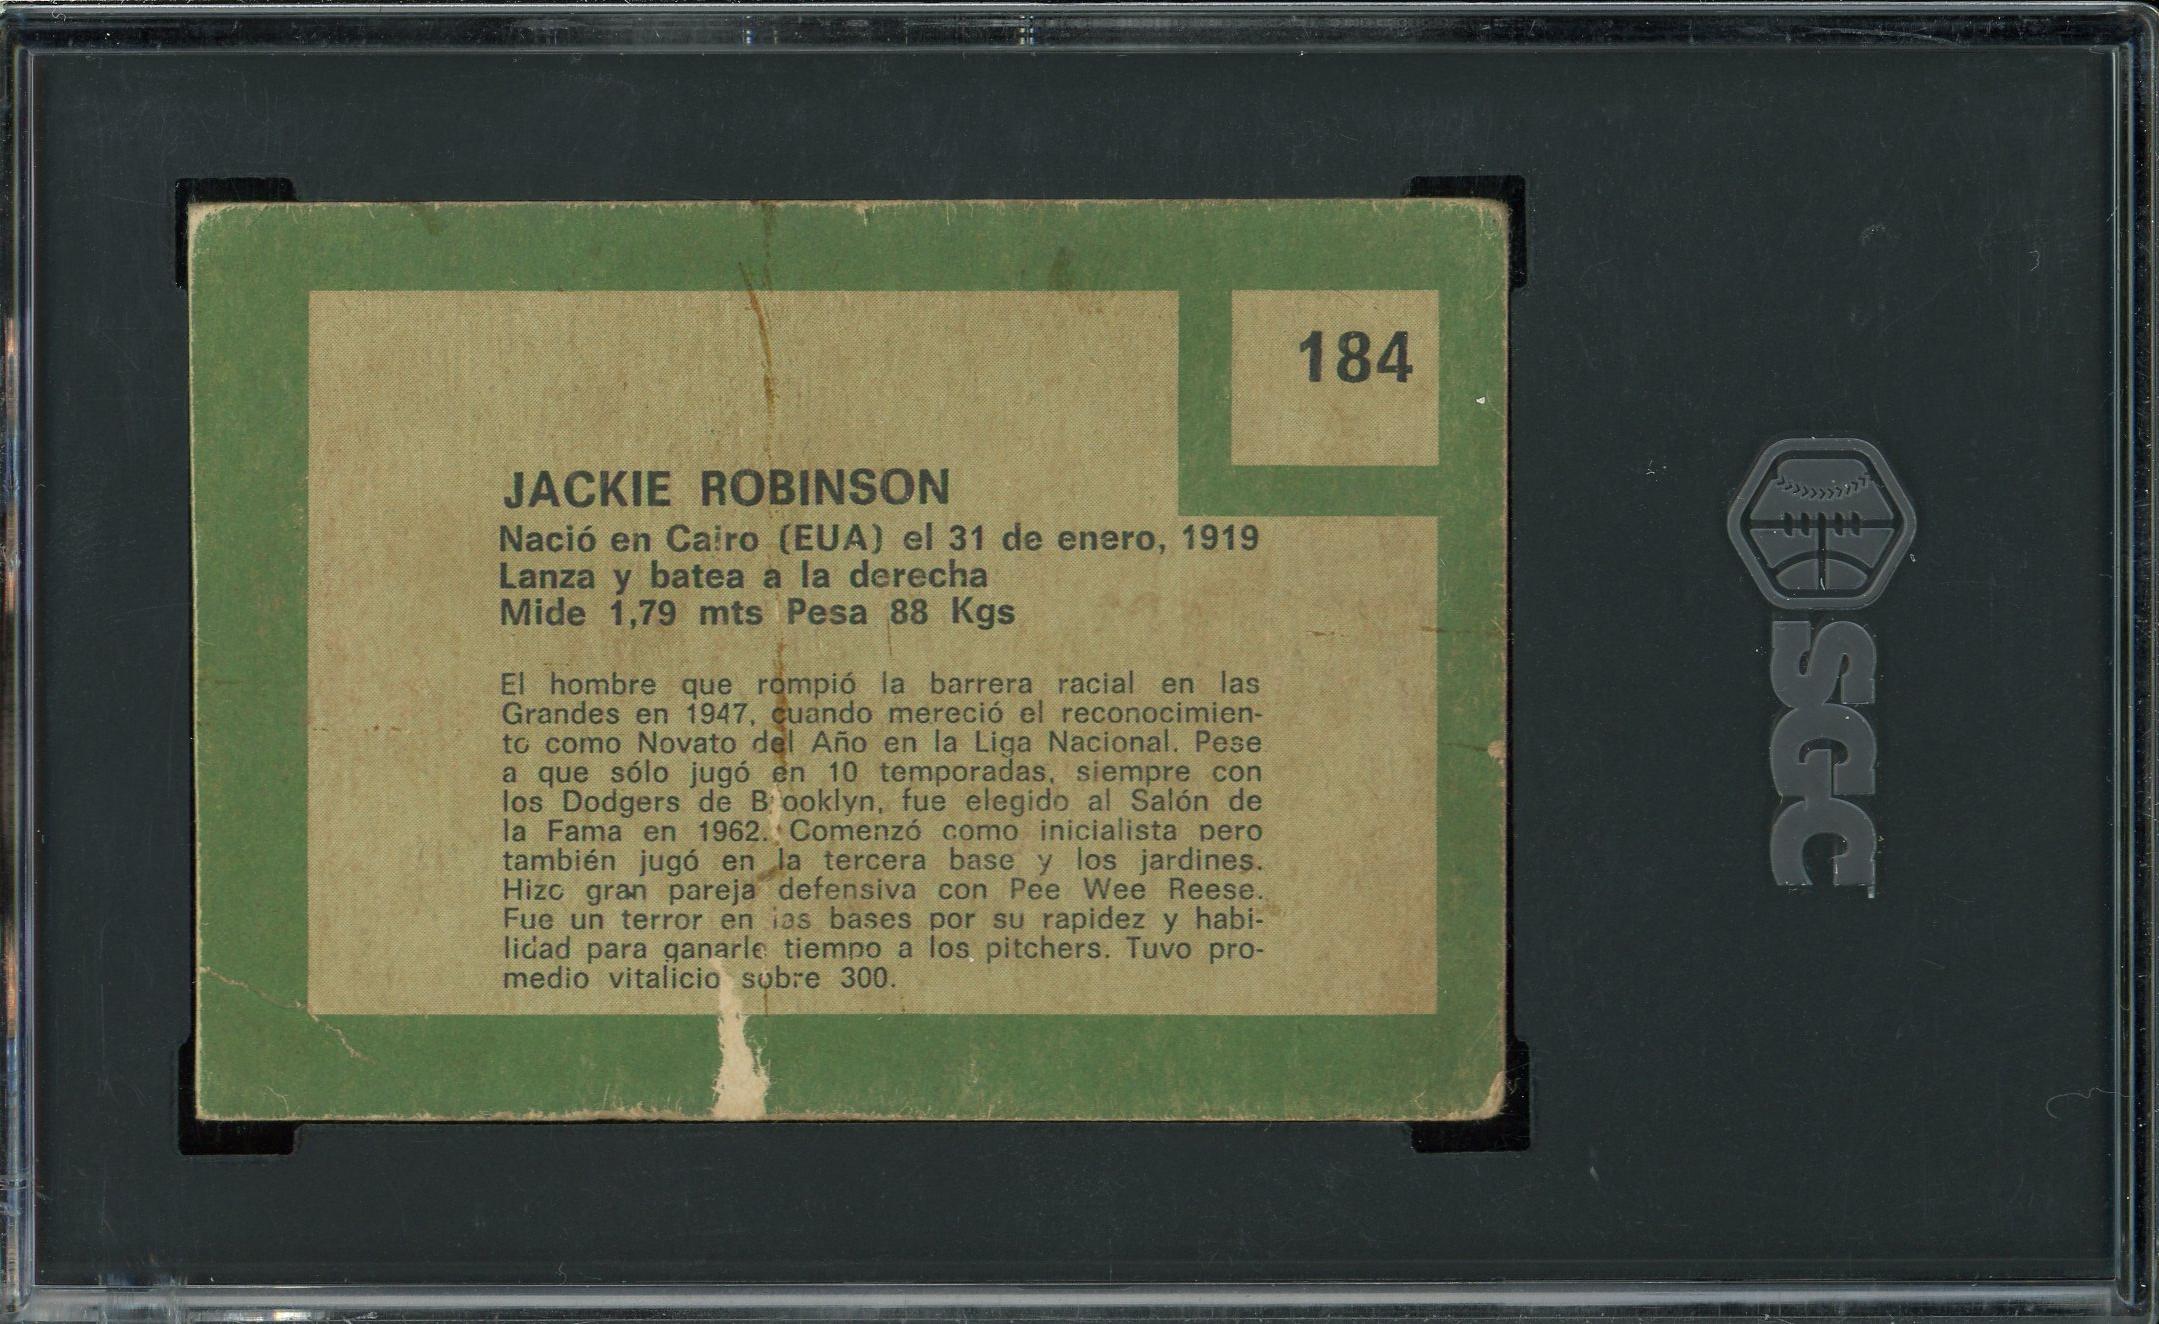 184
JACKIE ROBINSON
Nació en Cairo (EUA) el 31 de enero, 1919
Lanza y batea a la derecha
Mide 1,79 mts Pesa 88 Kgs
El hombre que rompió la barrera racial en las
Grandes en 1947, cuando mereció el reconocimien-
to como Novato del Año en la Liga Nacional. Pese
a que sólo jugó en 10 temporadas, siempre con
los Dodgers de Brooklyn, fue elegido al Salón de
la Fama en 1962. Comenzó como inicialista pero
también jugó en la tercera base y los jardines.
Hizo gran pareja defensiva con Pee Wee Reese.
Fue un terror en las bases por su rapidez y habi-
lidad para ganarle tiempo a los pitchers. Tuvo pro-
medio vitalicio sobre 300.
SGC